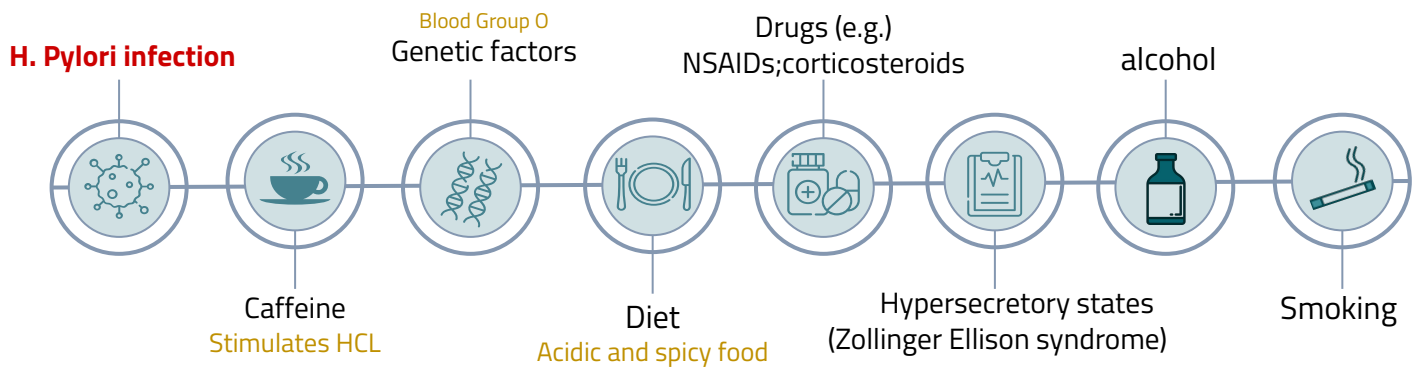 H. Pylori infection
Caffeine
Stimulates HCL
Blood Group O
Genetic factors
Diet
Acidic and spicy food
Drugs (e.g.)
NSAIDs;corticosteroids
Hypersecretory states
(Zollinger Ellison syndrome)
alcohol
Smoking